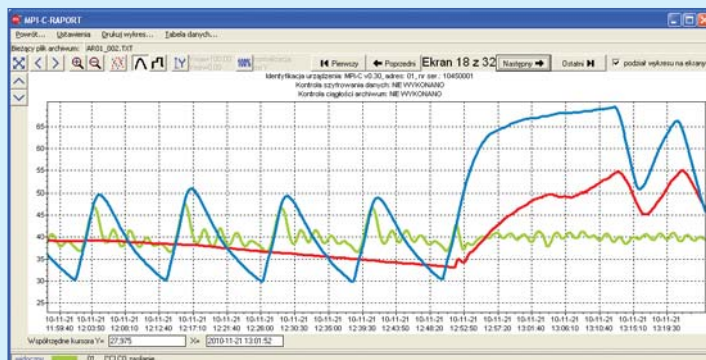 MPI-C-RAPORT
Powrót... Ustawienia Drukuj wykres... Tabela danych...
Bieżący plik archiwum: AR01_002.TXT
100% Pierwszy Poprzedni Ekran 18 z 32 Następny Ostatni podział wykresu na ekrany
Identyfikacja urządzenia: MPI-C v0.30, adres: 01, nr ser.: 10450001
Kontrola szyfrowania danych: NIE WYKONANO
Kontrola ciągłości archiwum: NIE WYKONANO
65
60
55
50
45
40
35
30
25
10-11-21 10-11-21 10-11-21 10-11-21 10-11-21 10-11-21 10-11-21 10-11-21 10-11-21 10-11-21 10-11-21 10-11-21 10-11-21 10-11-21 10-11-21 10-11-21 10-11-21 10-11-21 10-11-21
11:59:40 12:03:50 12:08:10 12:12:40 12:17:10 12:21:40 12:26:00 12:30:30 12:35:00 12:39:30 12:43:50 12:48:20 12:52:50 12:57:20 13:01:40 13:06:10 13:10:40 13:15:10 13:19:30
Współrzędne kursora Y= 27,975 X= 2010-11-21 13:01:52